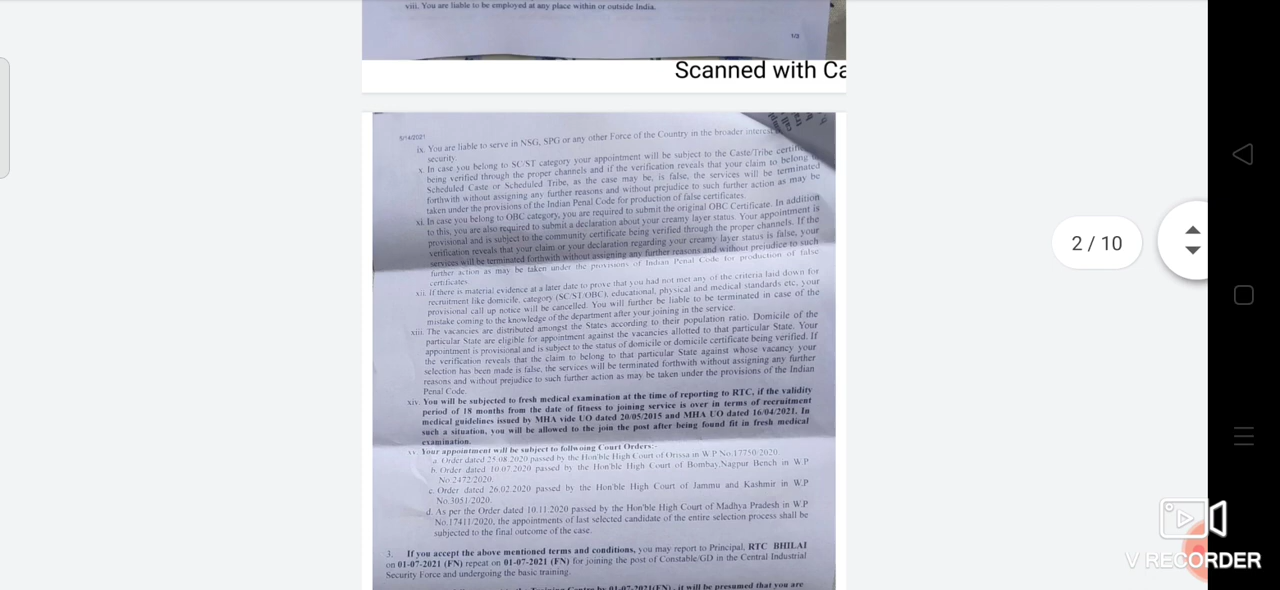 viii. You are liable to be employed at any place within or outside India.
1/3
Scanned with Ca
5/14/2021
ix. You are liable to serve in NSG, SPG or any other Force of the Country in the broader interest
security.
x. In case you belong to SC/ST category your appointment will be subject to the Caste/Tribe certifi
being verified through the proper channels and if the verification reveals that your claim to belong
Scheduled Caste or Scheduled Tribe, as the case may be, is false, the services will be terminated
forthwith without assigning any further reasons and without prejudice to such further action as may be
taken under the provisions of the Indian Penal Code for production of false certificates.
xi. In case you belong to OBC category, you are required to submit the original OBC Certificate. In addition
to this, you are also required to submit a declaration about your creamy layer status. Your appointment is
provisional and is subject to the community certificate being verified through the proper channels. If the
verification reveals that your claim or your declaration regarding your creamy layer status is false, your
services will be terminated forthwith without assigning any further reasons and without prejudice to such
further action as may be taken under the provisions of Indian Penal Code for production of false
certificates.
xii. If there is material evidence at a later date to prove that you had not met any of the criteria laid down for
recruitment like domicile, category (SC/ST/OBC), educational, physical and medical standards etc, your
provisional call up notice will be cancelled. You will further be liable to be terminated in case of the
mistake coming to the knowledge of the department after your joining in the service.
xiii. The vacancies are distributed amongst the States according to their population ratio. Domicile of the
particular State are eligible for appointment against the vacancies allotted to that particular State. Your
appointment is provisional and is subject to the status of domicile or domicile certificate being verified. If
the verification reveals that the claim to belong to that particular State against whose vacancy your
selection has been made is false, the services will be terminated forthwith without assigning any further
reasons and without prejudice to such further action as may be taken under the provisions of the Indian
Penal Code.
xiv. You will be subjected to fresh medical examination at the time of reporting to RTC, if the validity
period of 18 months from the date of fitness to joining service is over in terms of recruitment
medical guidelines issued by MHA vide UO dated 20/05/2015 and MHA UO dated 16/04/2021. In
such a situation, you will be allowed to the join the post after being found fit in fresh medical
examination.
xv. Your appointment will be subject to follwoing Court Orders:-
a. Order dated 25.08.2020 passed by the Hon'ble High Court of Orissa in W.P No.17750/2020.
b. Order dated 10.07.2020 passed by the Hon'ble High Court of Bombay,Nagpur Bench in W.P
No.2472/2020.
c. Order dated 26.02.2020 passed by the Hon'ble High Court of Jammu and Kashmir in W.P
No.3051/2020.
d. As per the Order dated 10.11.2020 passed by the Hon'ble High Court of Madhya Pradesh in W.P
No.17411/2020, the appointments of last selected candidate of the entire selection process shall be
subjected to the final outcome of the case.
3. If you accept the above mentioned terms and conditions, you may report to Principal, RTC BHILAI
on 01-07-2021 (FN) repeat on 01-07-2021 (FN) for joining the post of Constable/GD in the Central Industrial
Security Force and undergoing the basic training.
by 01-07-2021(FN), it will be presumed that you are
2 / 10
V RECORDER